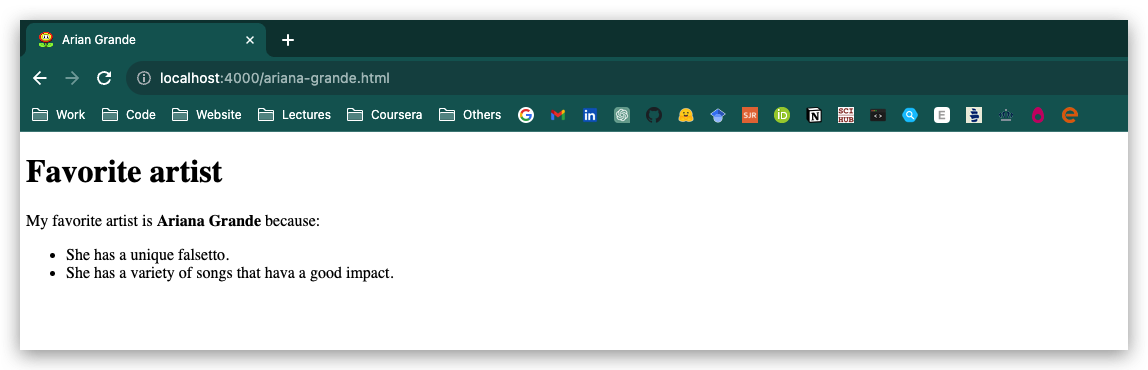 Arian Grande
localhost:4000/ariana-grande.html
Work Code Website Lectures Coursera Others SJR iD N SCI HUB E
Favorite artist
My favorite artist is Ariana Grande because:
She has a unique falsetto.
She has a variety of songs that hava a good impact.